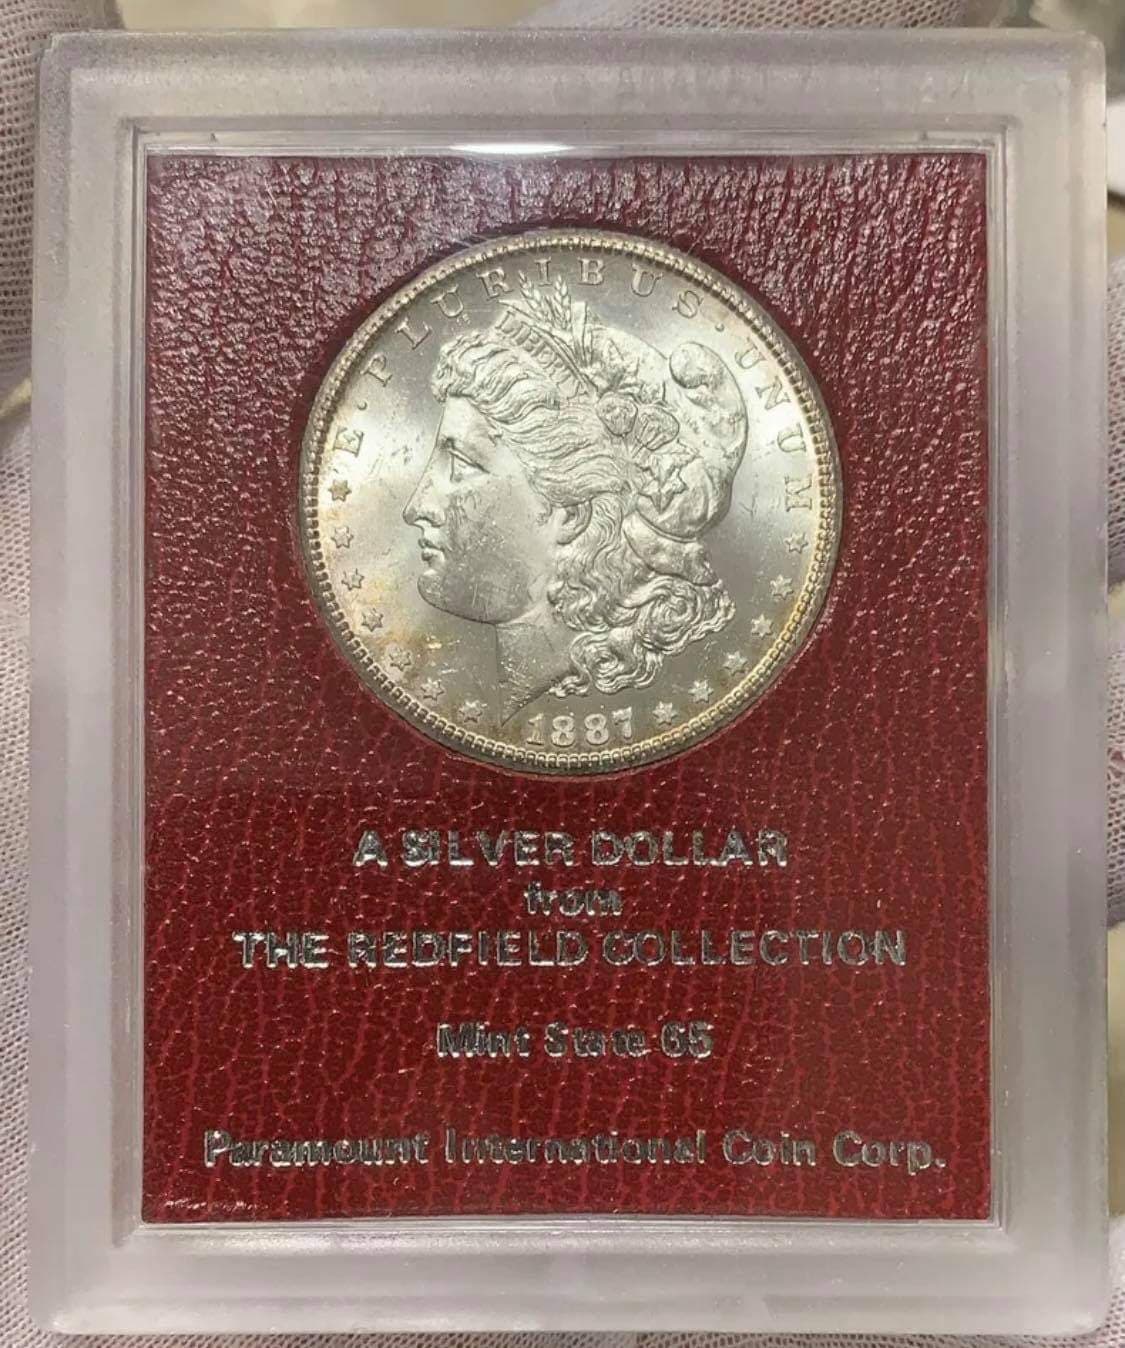 E · PLURIBUS · UNUM
LIBERTY
1887
A SILVER DOLLAR
from
THE REDFIELD COLLECTION
Mint State 65
Paramount International Coin Corp.